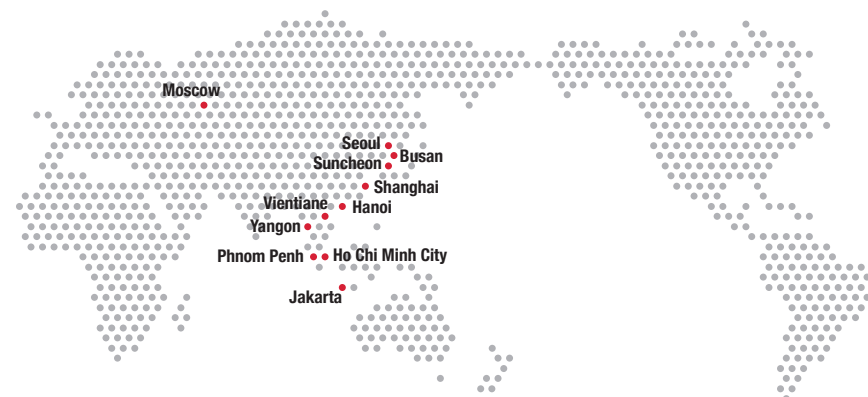 Moscow
Seoul
Busan
Suncheon
Shanghai
Vientiane
Hanoi
Yangon
Phnom Penh
Ho Chi Minh City
Jakarta